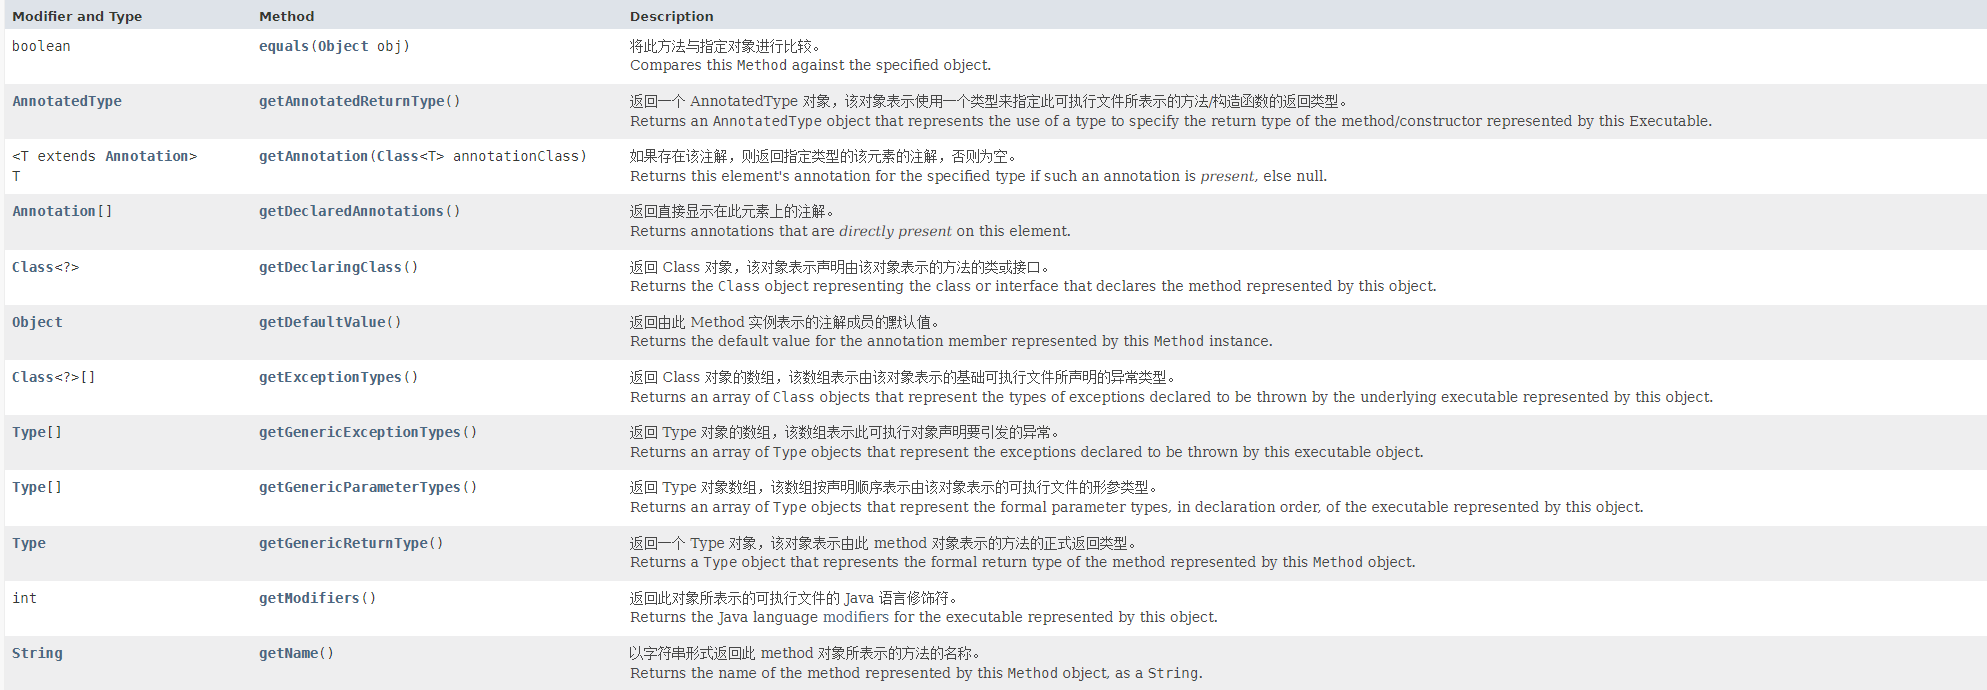 Modifier and Type Method Description
boolean equals(Object obj) 将此方法与指定对象进行比较。
Compares this Method against the specified object.
AnnotatedType getAnnotatedReturnType() 返回一个 AnnotatedType 对象，该对象表示使用一个类型来指定此可执行文件所表示的方法/构造函数的返回类型。
Returns an AnnotatedType object that represents the use of a type to specify the return type of the method/constructor represented by this Executable.
<T extends Annotation> getAnnotation(Class<T> annotationClass) 如果存在该注解，则返回指定类型的该元素的注解，否则为空。
T Returns this element's annotation for the specified type if such an annotation is present, else null.
Annotation[] getDeclaredAnnotations() 返回直接显示在此元素上的注解。
Returns annotations that are directly present on this element.
Class<?> getDeclaringClass() 返回 Class 对象，该对象表示声明由该对象表示的方法的类或接口。
Returns the Class object representing the class or interface that declares the method represented by this object.
Object getDefaultValue() 返回由此 Method 实例表示的注解成员的默认值。
Returns the default value for the annotation member represented by this Method instance.
Class<?>[] getExceptionTypes() 返回 Class 对象的数组，该数组表示由该对象表示的基础可执行文件所声明的异常类型。
Returns an array of Class objects that represent the types of exceptions declared to be thrown by the underlying executable represented by this object.
Type[] getGenericExceptionTypes() 返回 Type 对象的数组，该数组表示此可执行对象声明要引发的异常。
Returns an array of Type objects that represent the exceptions declared to be thrown by this executable object.
Type[] getGenericParameterTypes() 返回 Type 对象数组，该数组按声明顺序表示由该对象表示的可执行文件的形参类型。
Returns an array of Type objects that represent the formal parameter types, in declaration order, of the executable represented by this object.
Type getGenericReturnType() 返回一个 Type 对象，该对象表示由此 method 对象表示的方法的正式返回类型。
Returns a Type object that represents the formal return type of the method represented by this Method object.
int getModifiers() 返回此对象所表示的可执行文件的 Java 语言修饰符。
Returns the Java language modifiers for the executable represented by this object.
String getName() 以字符串形式返回此 method 对象所表示的方法的名称。
Returns the name of the method represented by this Method object, as a String.